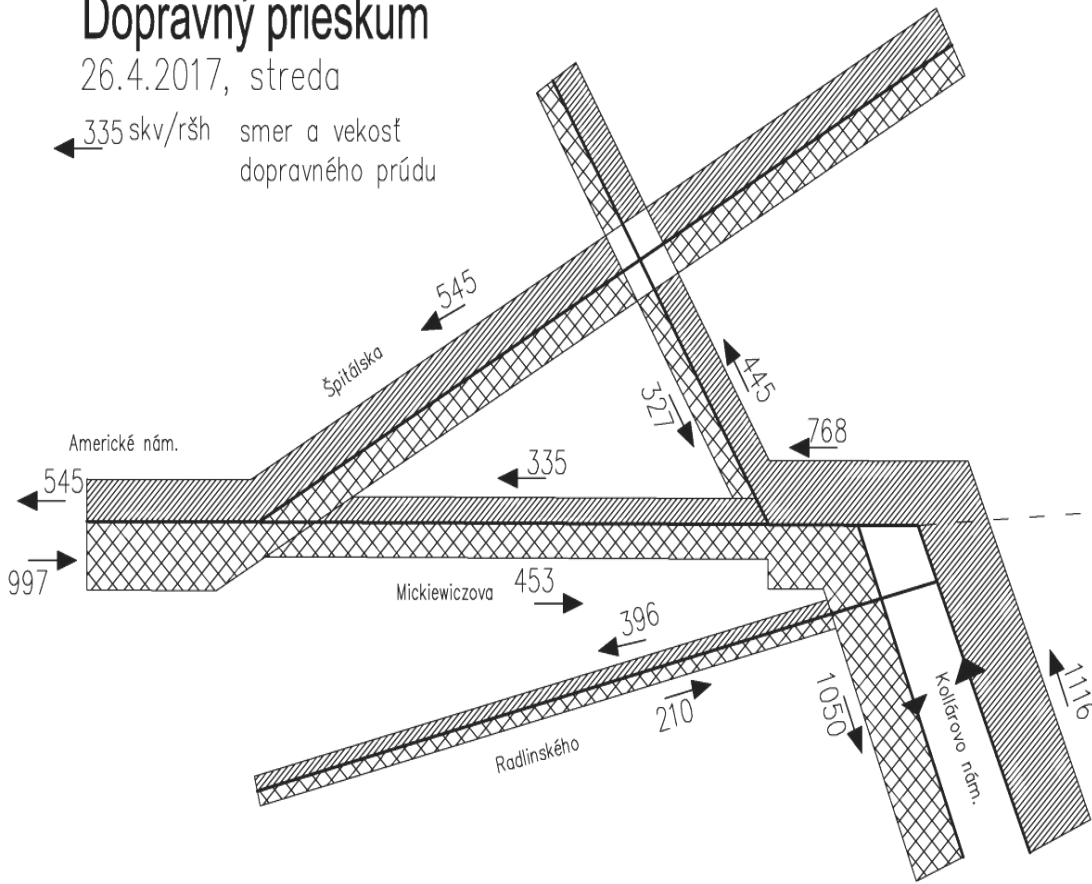 Dopravný prieskum
26.4.2017, streda
335 skv/ršh smer a vekosť
dopravného prúdu
545
Špitálska
445
327
Americké nám.
768
545
335
997
Mickiewiczova
453
396
210
1050
Kollárovo nám.
1116
Radlinského